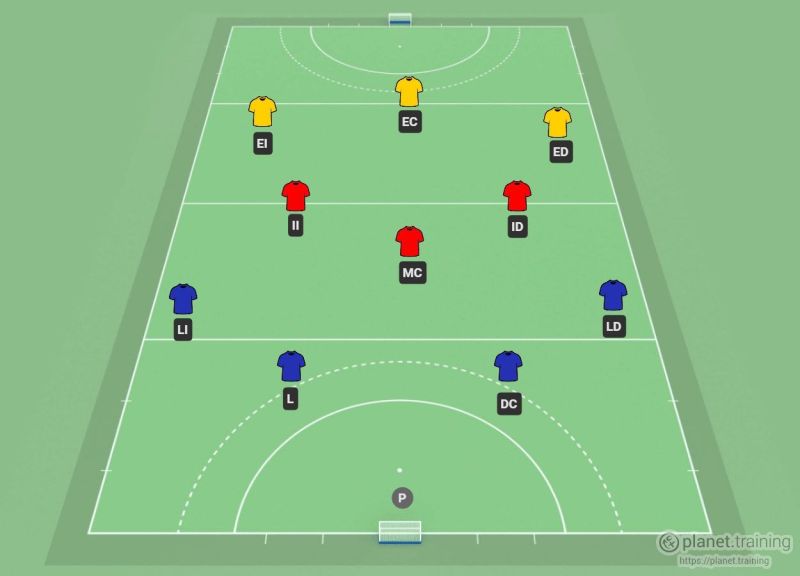 EC
EI
ED
II
ID
MC
LI
LD
L
DC
P
planet.training
https://planet.training